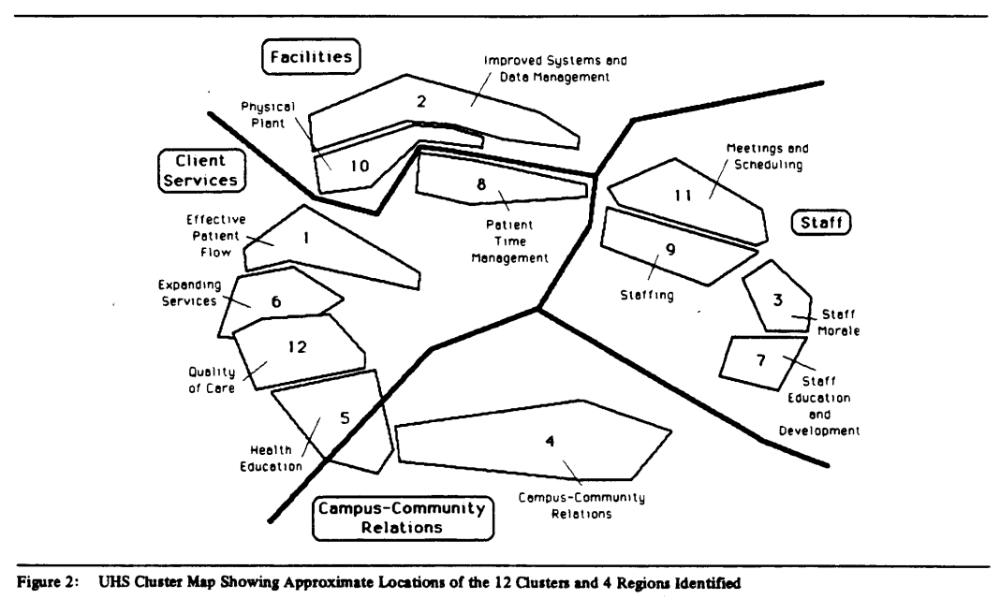 Facilities
Improved Systems and
Data Management
2
Physical
Plant
10
Client
Services
8
Patient
Time
Management
Meetings and
Scheduling
11
Staff
9
Staffing
Effective
Patient
Flow
1
Expanding
Services
6
3
Staff
Morale
12
Quality
of Care
7
Staff
Education
and
Development
5
Health
Education
4
Campus-Community
Relations
Campus-Community
Relations
Figure 2: UHS Cluster Map Showing Approximate Locations of the 12 Clusters and 4 Regions Identified